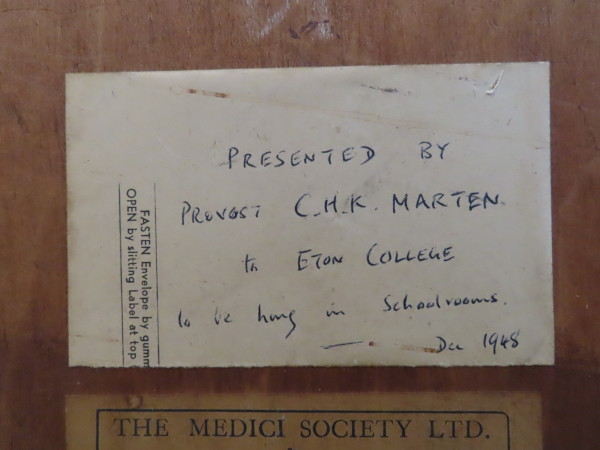 PRESENTED BY
PROVOST C.H.K. MARTEN
to ETON COLLEGE
to be hung in Schoolrooms.
Dec 1948
FASTEN Envelope by gumm
OPEN by slitting Label at top
THE MEDICI SOCIETY LTD.